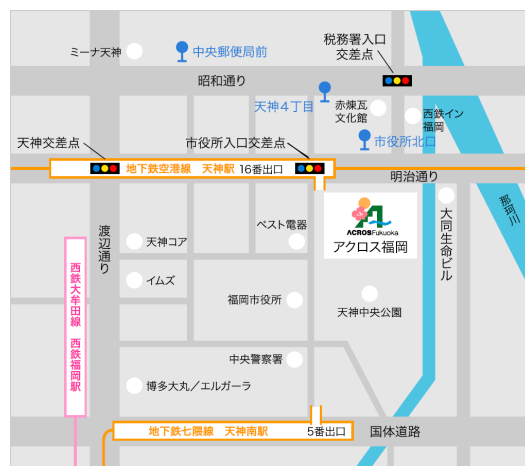 税務署入口
交差点
ミーナ天神
中央郵便局前
昭和通り
天神4丁目
赤煉瓦
文化館
西鉄イン
福岡
市役所北口
天神交差点
市役所入口交差点
地下鉄空港線 天神駅 16番出口
明治通り
那珂川
渡辺通り
天神コア
ベスト電器
ACROS Fukuoka
アクロス福岡
大同生命ビル
西鉄大牟田線 西鉄福岡駅
イムズ
福岡市役所
天神中央公園
中央警察署
博多大丸／エルガーラ
地下鉄七隈線 天神南駅 5番出口
国体道路